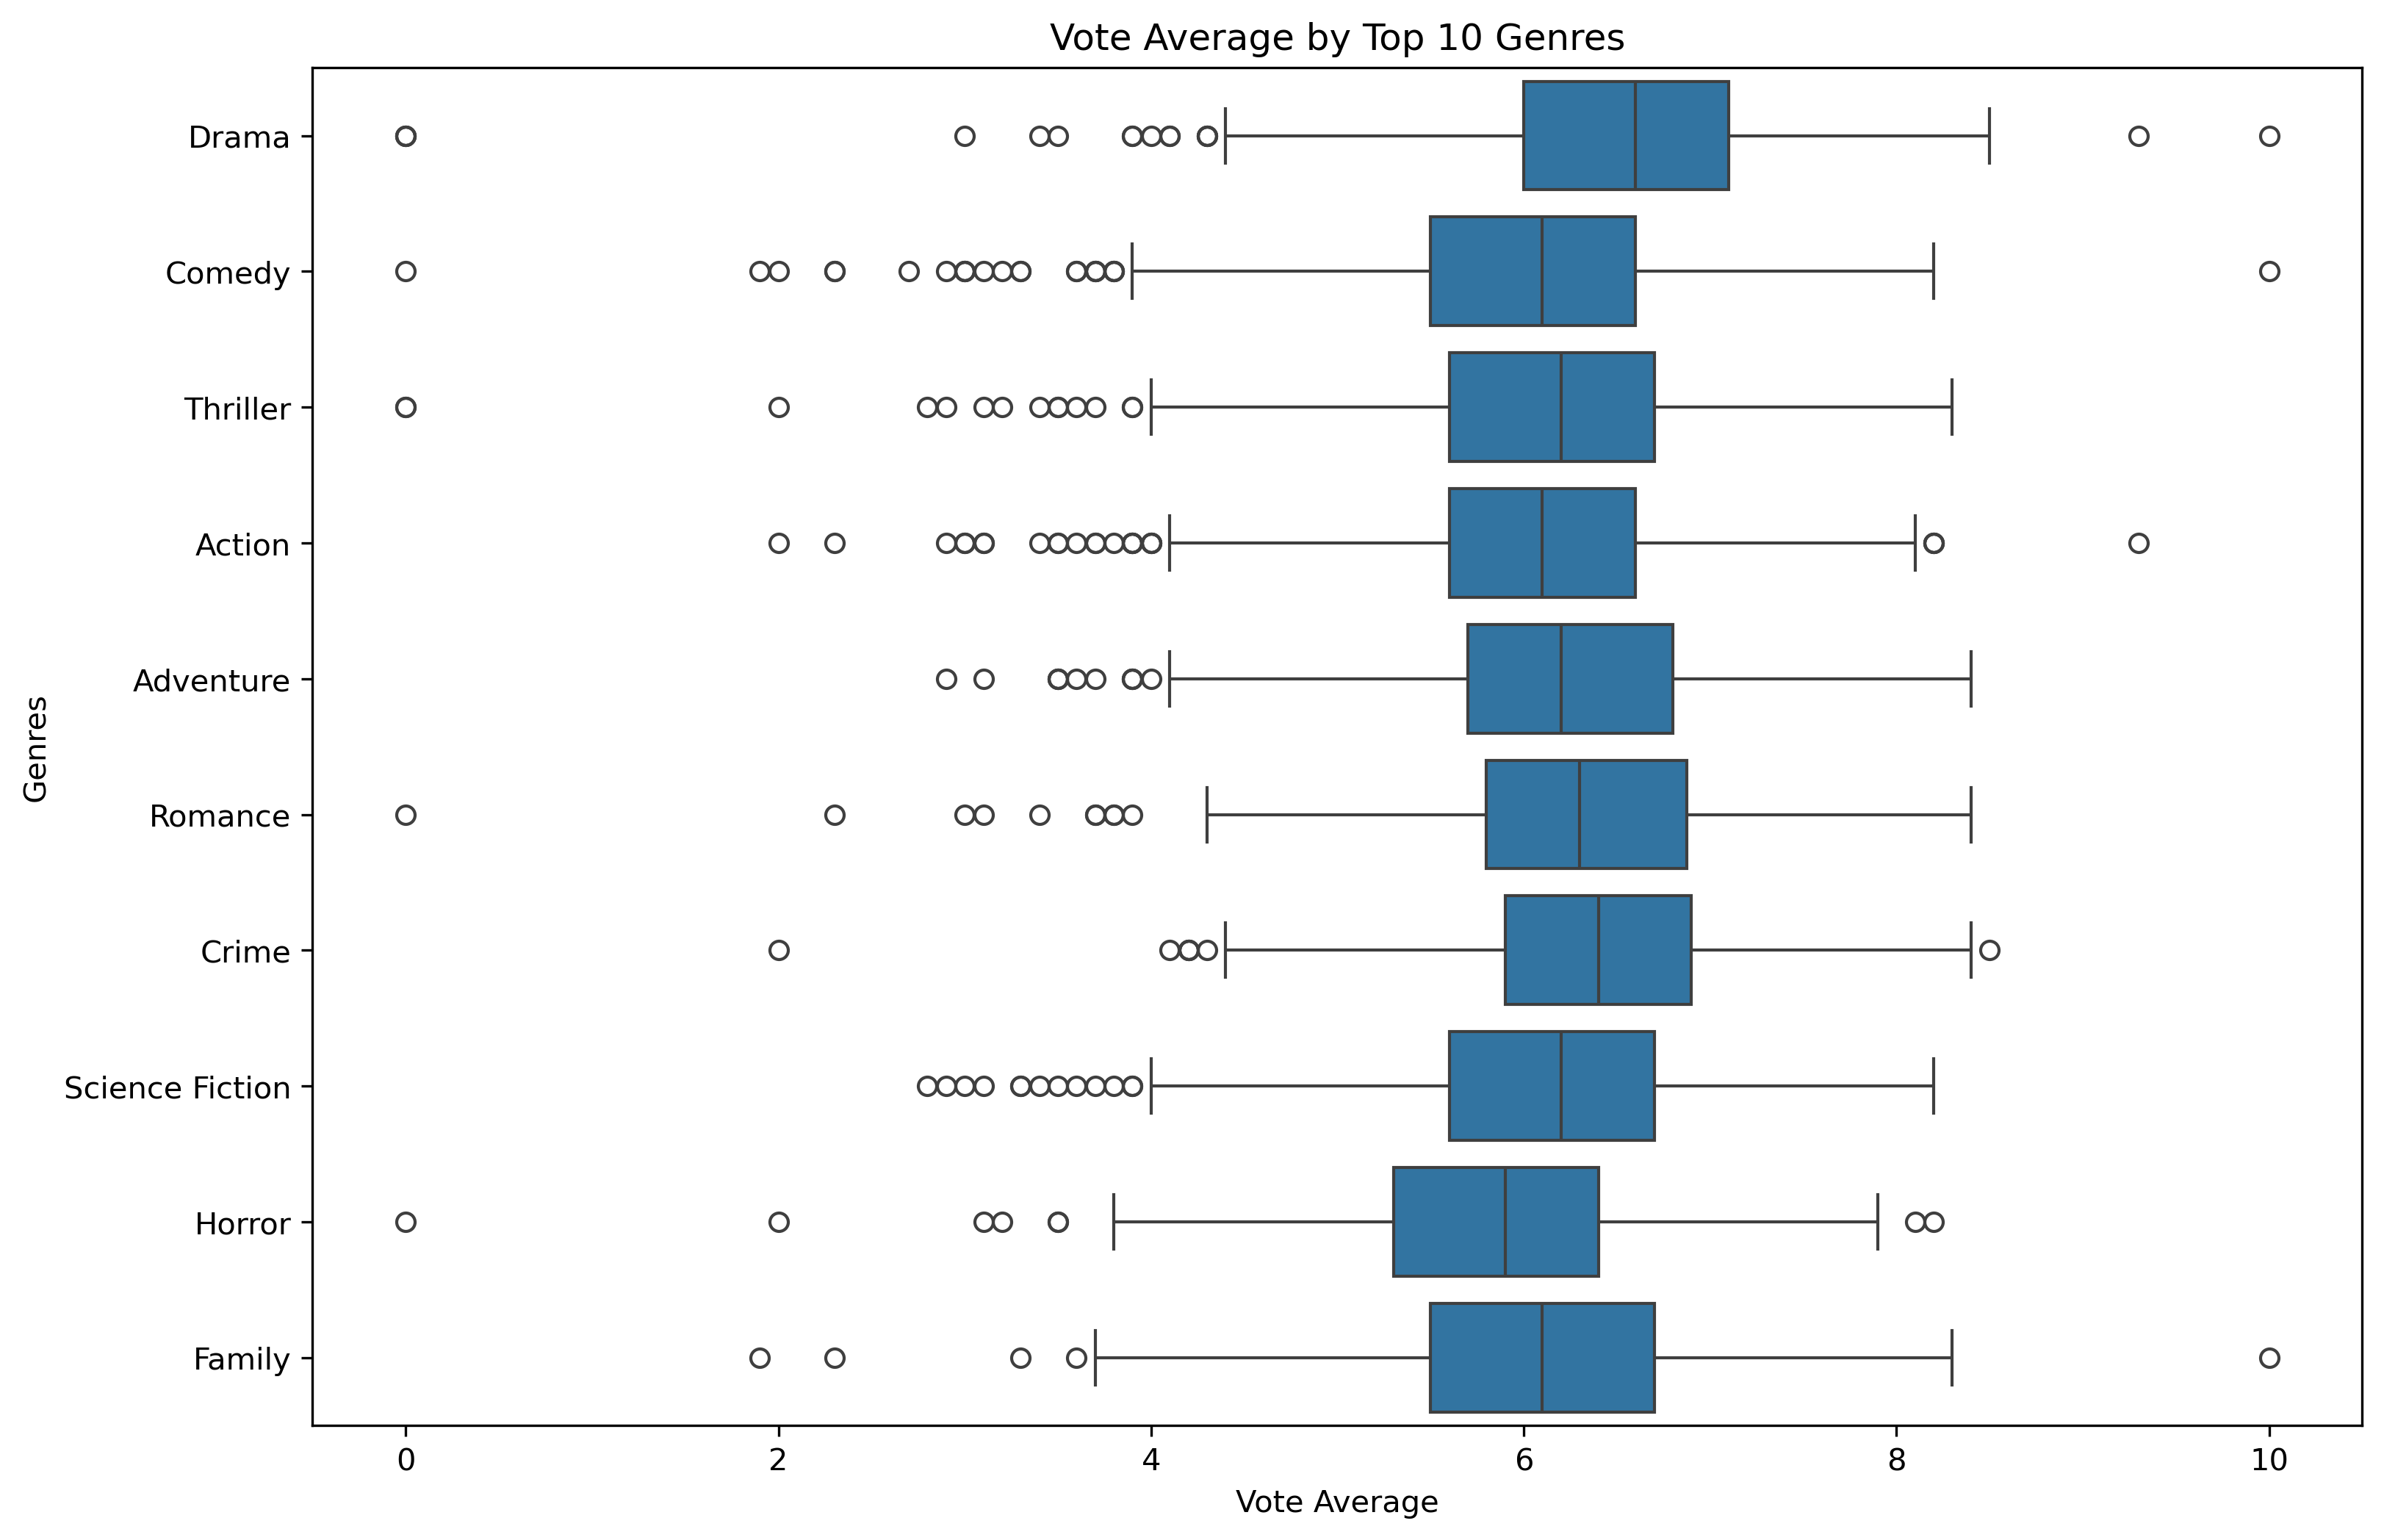 Vote Average by Top 10 Genres
Genres
Drama
Comedy
Thriller
Action
Adventure
Romance
Crime
Science Fiction
Horror
Family
0 2 4 6 8 10
Vote Average